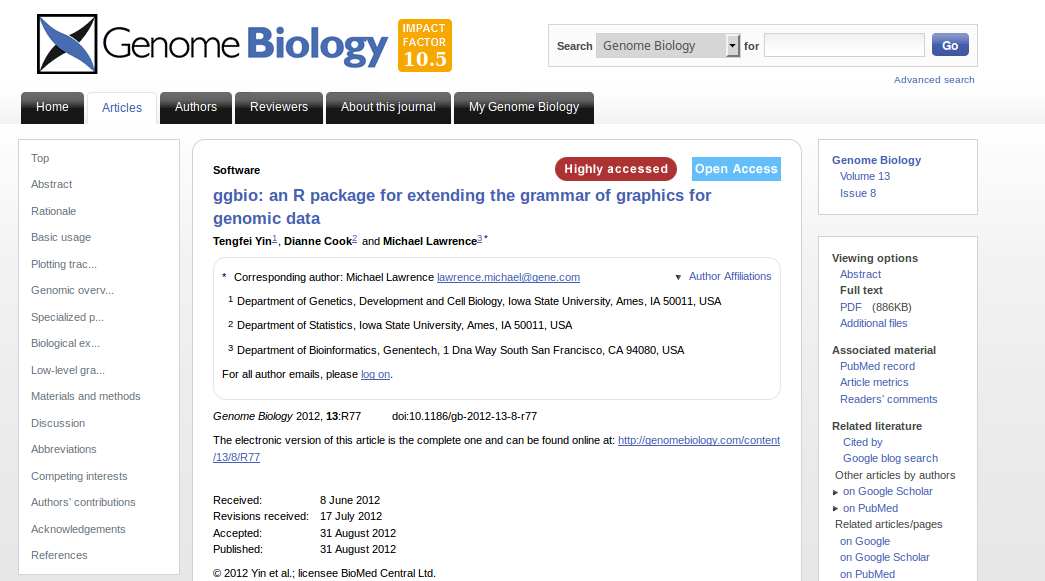 Genome Biology
IMPACT
FACTOR
10.5
Search Genome Biology for Go
Advanced search
Home
Articles
Authors
Reviewers
About this journal
My Genome Biology
Top
Abstract
Rationale
Basic usage
Plotting trac...
Genomic overv...
Specialized p...
Biological ex...
Low-level gra...
Materials and methods
Discussion
Abbreviations
Competing interests
Authors' contributions
Acknowledgements
References
Software
Highly accessed
Open Access
ggbio: an R package for extending the grammar of graphics for
genomic data
Tengfei Yin1, Dianne Cook2 and Michael Lawrence3*
* Corresponding author: Michael Lawrence lawrence.michael@gene.com
Author Affiliations
1 Department of Genetics, Development and Cell Biology, Iowa State University, Ames, IA 50011, USA
2 Department of Statistics, Iowa State University, Ames, IA 50011, USA
3 Department of Bioinformatics, Genentech, 1 Dna Way South San Francisco, CA 94080, USA
For all author emails, please log on.
Genome Biology 2012, 13:R77 doi:10.1186/gb-2012-13-8-r77
The electronic version of this article is the complete one and can be found online at: http://genomebiology.com/content
/13/8/R77
Received: 8 June 2012
Revisions received: 17 July 2012
Accepted: 31 August 2012
Published: 31 August 2012
© 2012 Yin et al.; licensee BioMed Central Ltd.
Genome Biology
Volume 13
Issue 8
Viewing options
Abstract
Full text
PDF (886KB)
Additional files
Associated material
PubMed record
Article metrics
Readers' comments
Related literature
Cited by
Google blog search
Other articles by authors
on Google Scholar
on PubMed
Related articles/pages
on Google
on Google Scholar
on PubMed